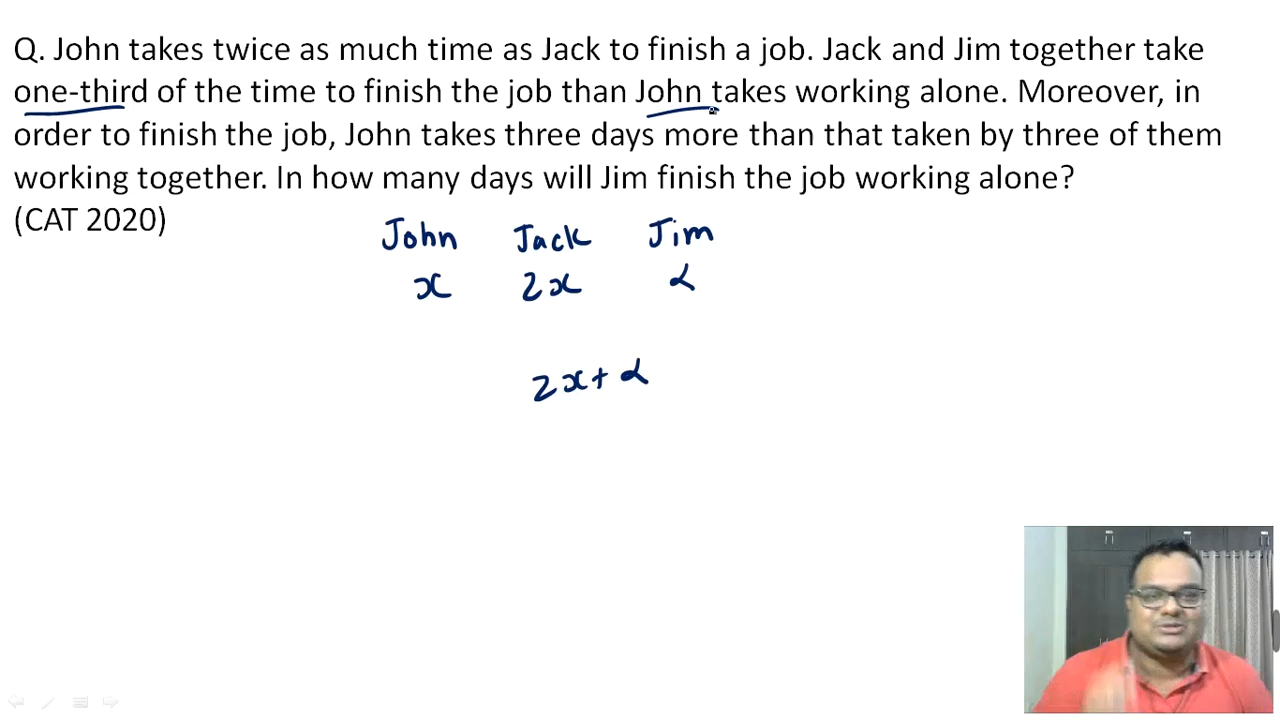 Q. John takes twice as much time as Jack to finish a job. Jack and Jim together take
one-third of the time to finish the job than John takes working alone. Moreover, in
order to finish the job, John takes three days more than that taken by three of them
working together. In how many days will Jim finish the job working alone?
(CAT 2020)
John Jack Jim
x 2x α
2x+α